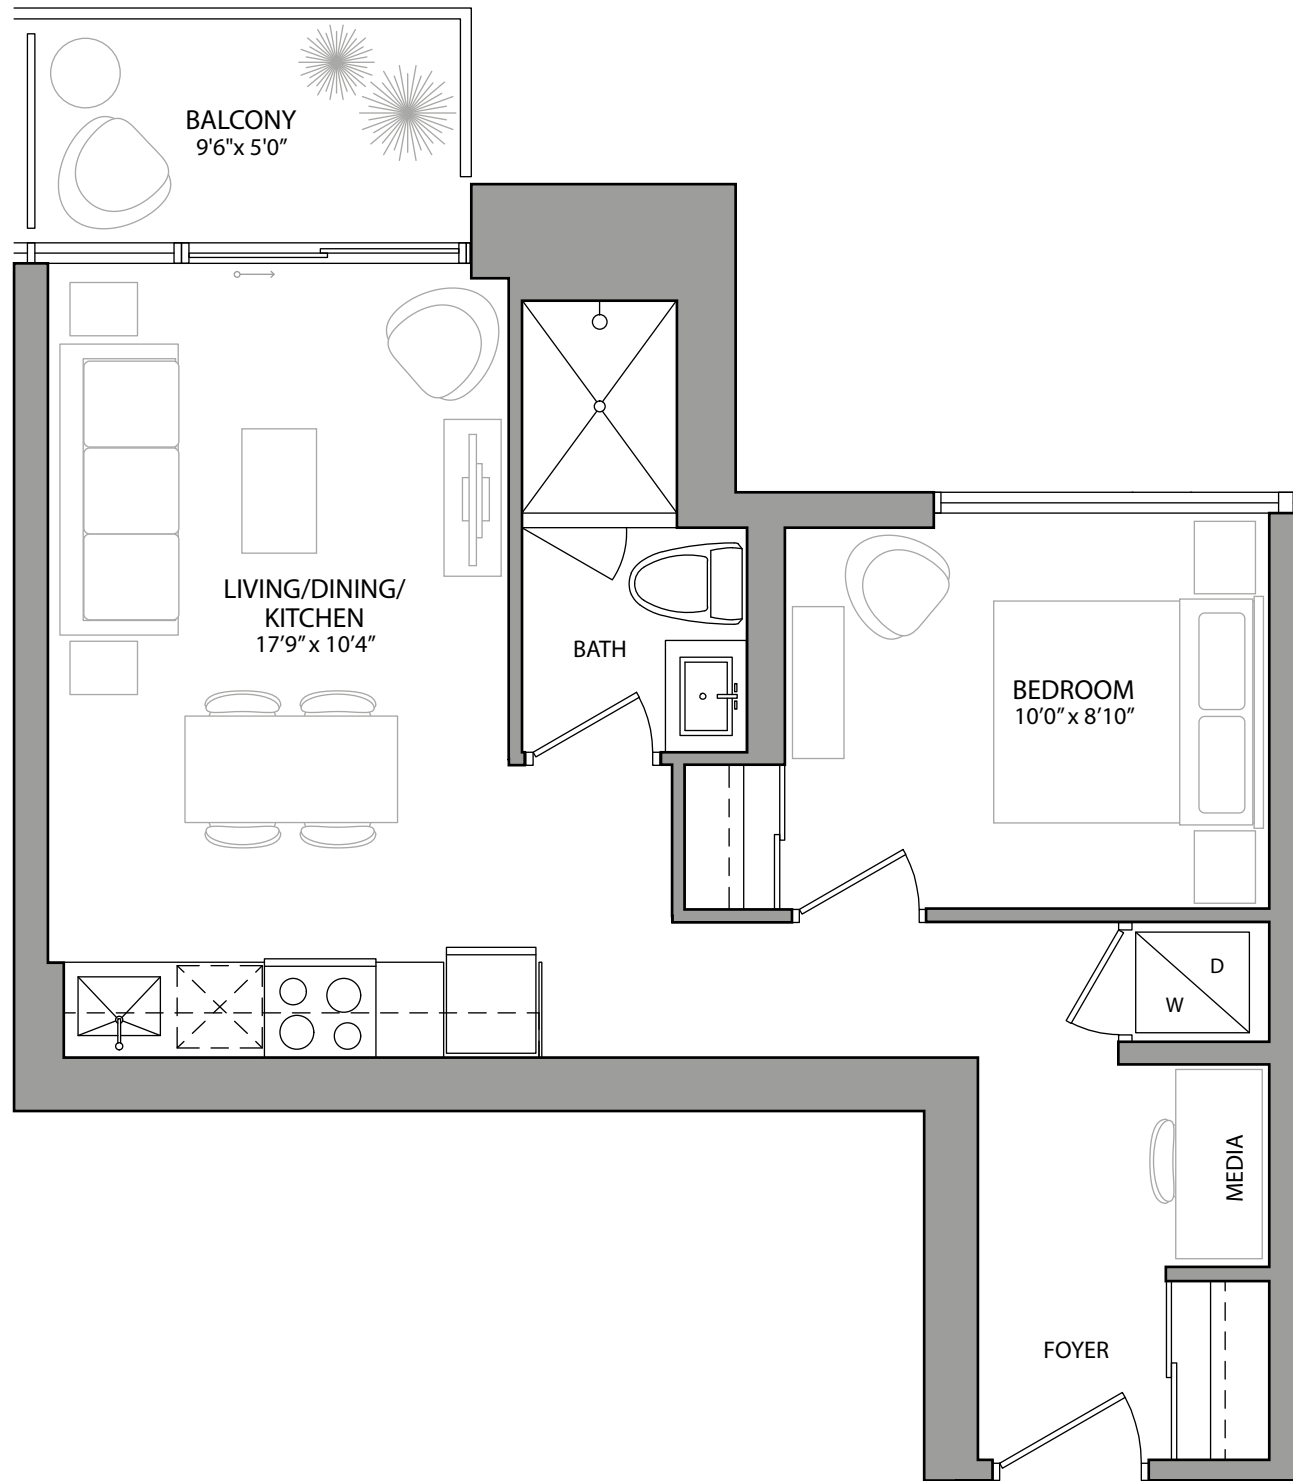 BALCONY
9'6"x 5'0”
LIVING/DINING/
KITCHEN
17’9” x 10’4”
BATH
BEDROOM
10’0” x 8’10”
D
W
MEDIA
FOYER